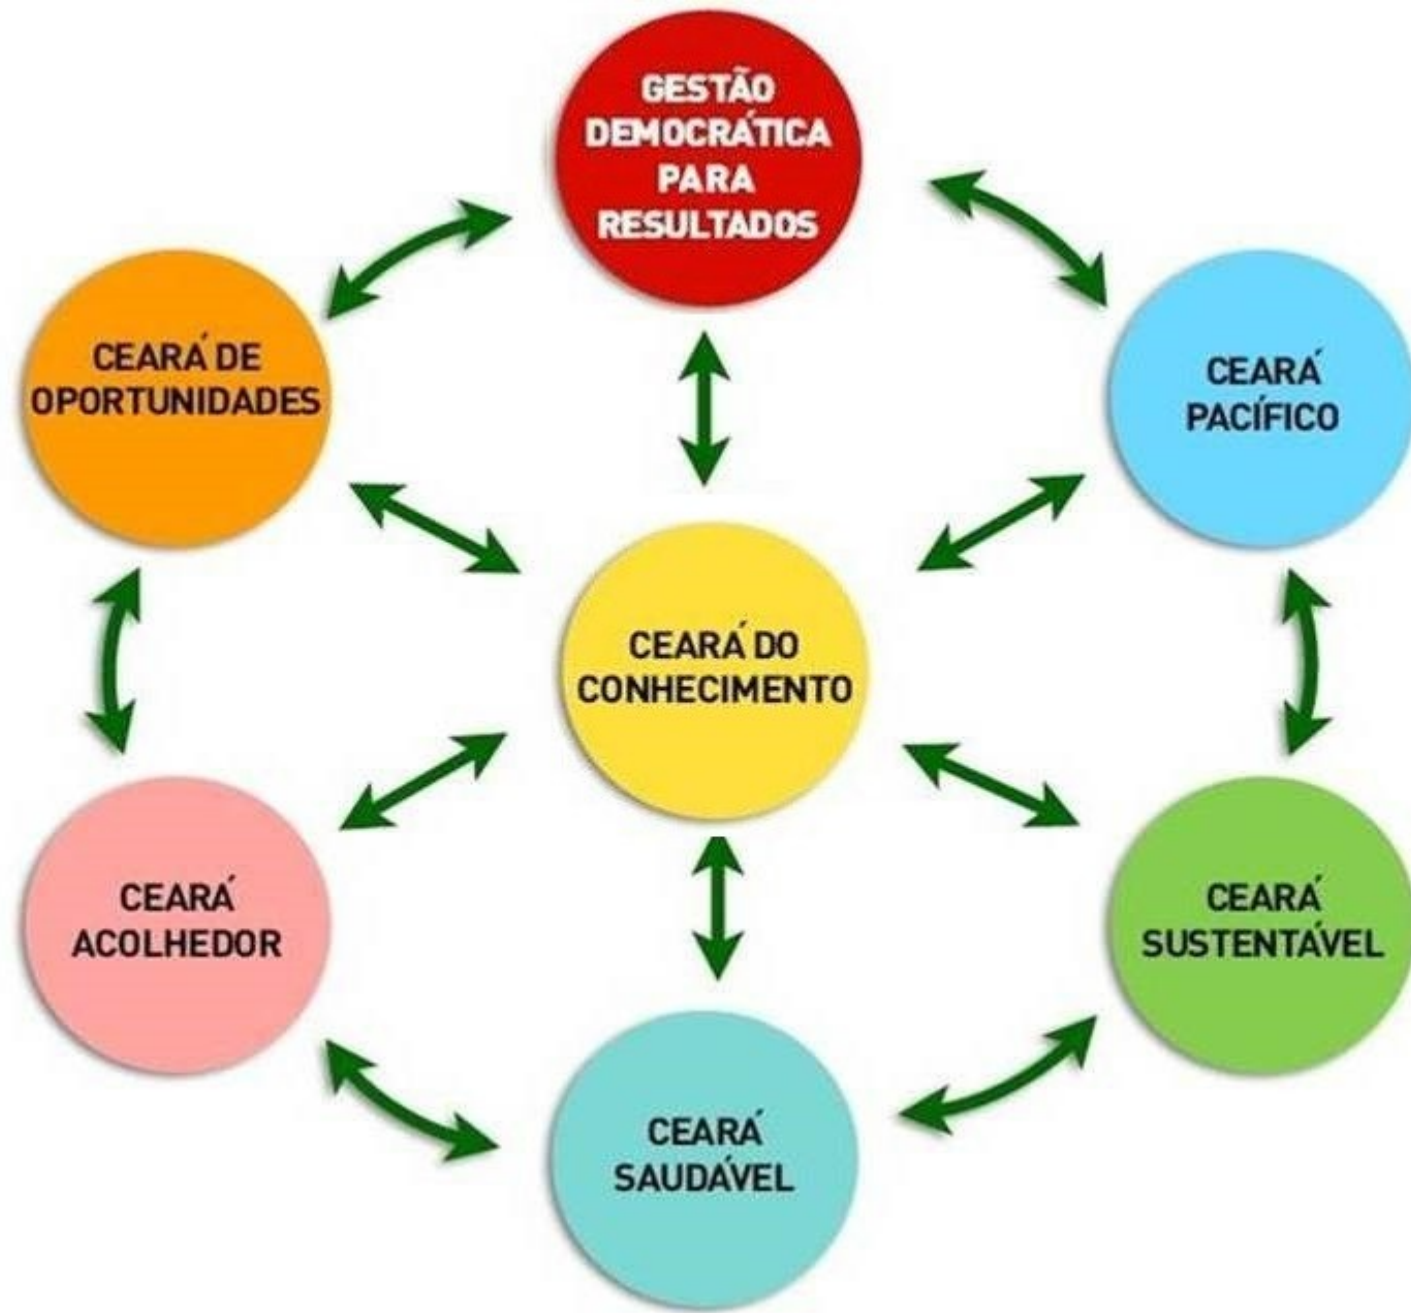 GESTÃO
DEMOCRÁTICA
PARA
RESULTADOS
CEARÁ DE
OPORTUNIDADES
CEARÁ
PACÍFICO
CEARÁ DO
CONHECIMENTO
CEARÁ
ACOLHEDOR
CEARÁ
SUSTENTÁVEL
CEARÁ
SAUDÁVEL